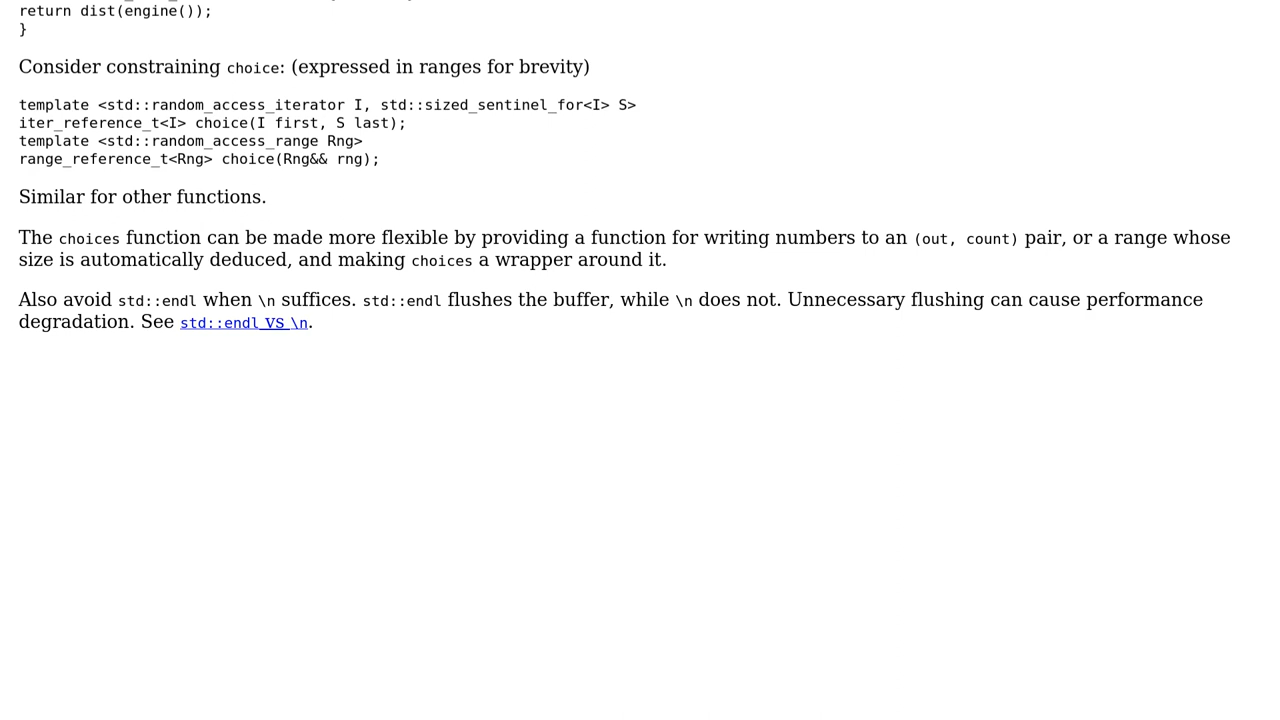 return dist(engine());
}
Consider constraining choice: (expressed in ranges for brevity)
template <std::random_access_iterator I, std::sized_sentinel_for<I> S>
iter_reference_t<I> choice(I first, S last);
template <std::random_access_range Rng>
range_reference_t<Rng> choice(Rng&& rng);
Similar for other functions.
The choices function can be made more flexible by providing a function for writing numbers to an (out, count) pair, or a range whose
size is automatically deduced, and making choices a wrapper around it.
Also avoid std::endl when \n suffices. std::endl flushes the buffer, while \n does not. Unnecessary flushing can cause performance
degradation. See std::endl vs \n.